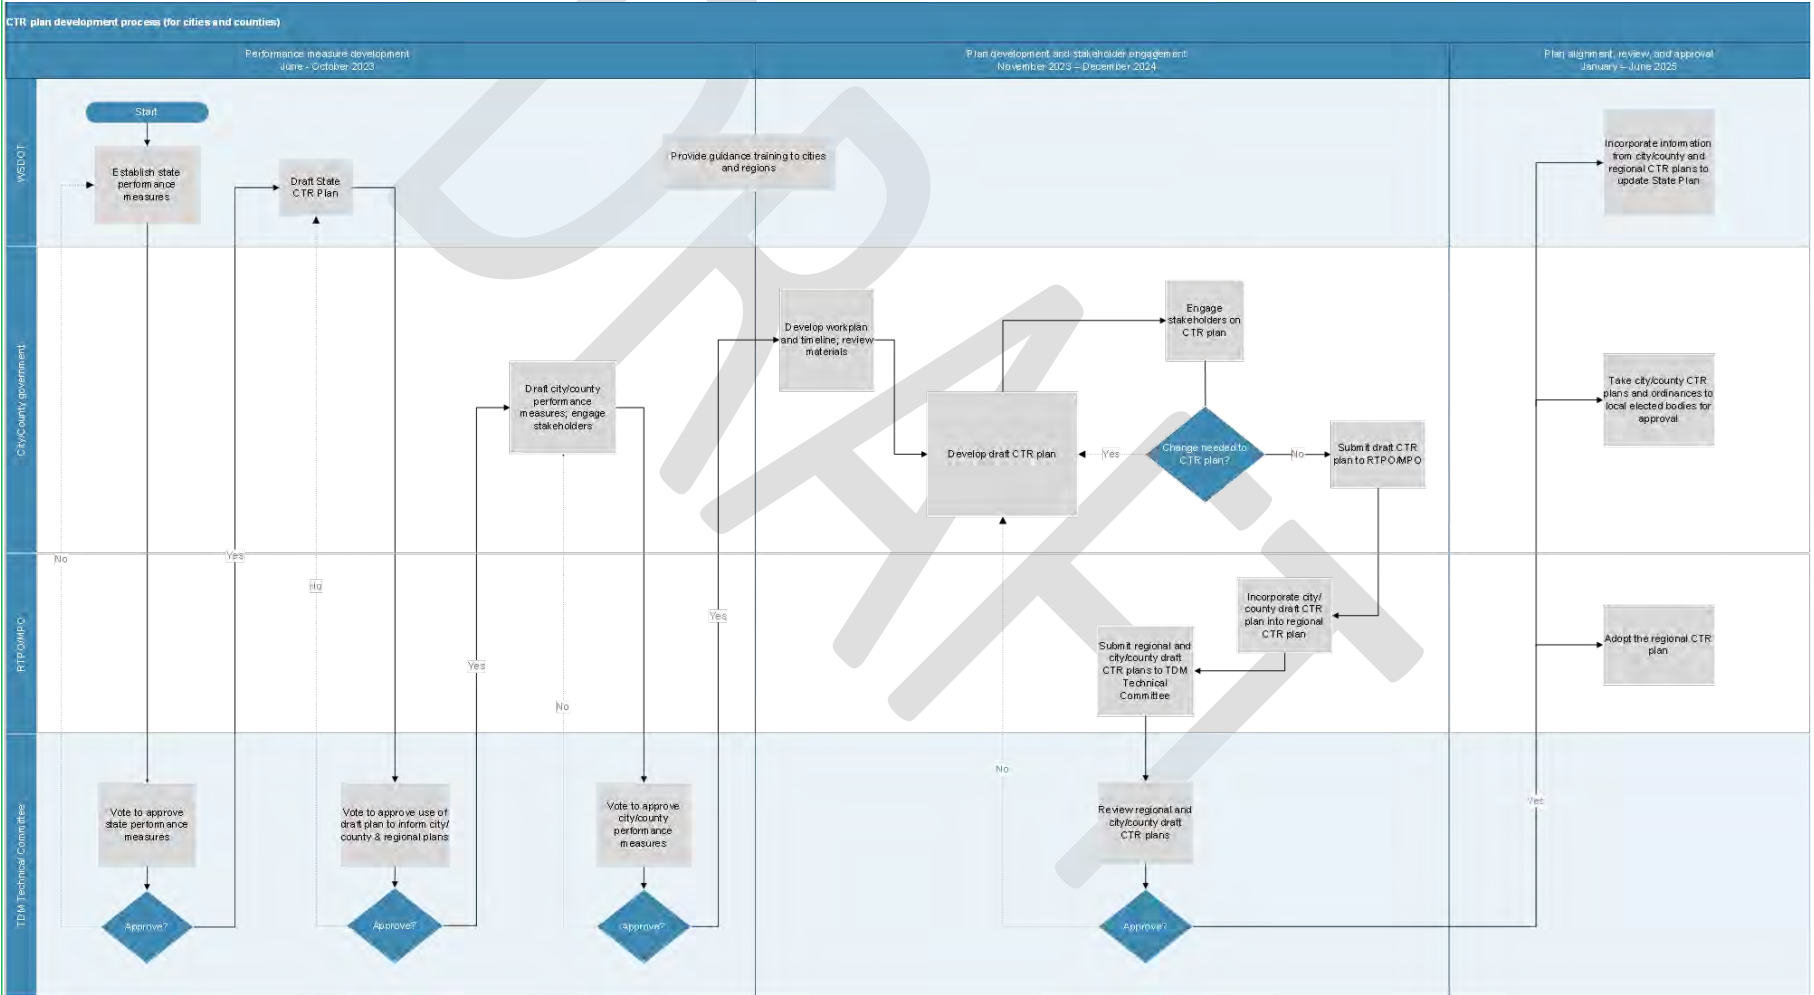 CTR plan development process (for cities and counties)
Performance measure development
June - October 2023
Plan development and stakeholder engagement
November 2023 – December 2024
Plan alignment, review, and approval
January – June 2025
WSDOT
Start
Establish state
performance
measures
Draft State
CTR Plan
Provide guidance training to cities
and regions
Incorporate information
from city/county and
regional CTR plans to
update State Plan
City/County government
Draft city/county
performance
measures; engage
stakeholders
Develop workplan
and timeline; review
materials
Develop draft CTR plan
Engage
stakeholders on
CTR plan
Change needed to
CTR plan?
Yes
No
Submit draft CTR
plan to RTPO/MPO
Take city/county CTR
plans and ordinances to
local elected bodies for
approval
No
Yes
No
Yes
No
Yes
RTPO/MPO
Incorporate city/
county draft CTR
plan into regional
CTR plan
Submit regional and
city/county draft
CTR plans to TDM
Technical
Committee
Adopt the regional CTR
plan
No
Yes
TDM Technical Committee
Vote to approve
state performance
measures
Approve?
Vote to approve use of
draft plan to inform city/
county & regional plans
Approve?
Vote to approve
city/county
performance
measures
Approve?
Review regional and
city/county draft
CTR plans
Approve?
DRAFT